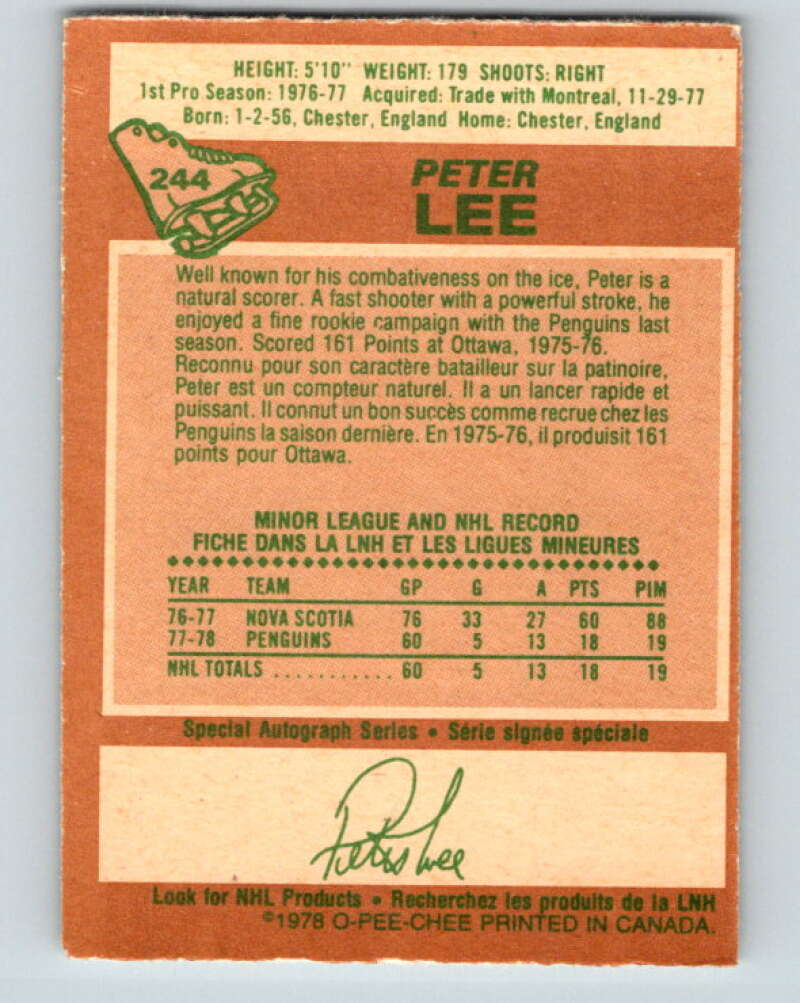 HEIGHT: 5'10" WEIGHT: 179 SHOOTS: RIGHT
1st Pro Season: 1976-77 Acquired: Trade with Montreal, 11-29-77
Born: 1-2-56, Chester, England Home: Chester, England
244
PETER
LEE
Well known for his combativeness on the ice, Peter is a
natural scorer. A fast shooter with a powerful stroke, he
enjoyed a fine rookie campaign with the Penguins last
season. Scored 161 Points at Ottawa, 1975-76.
Reconnu pour son caractère batailleur sur la patinoire,
Peter est un compteur naturel. Il a un lancer rapide et
puissant. Il connut un bon succès comme recrue chez les
Penguins la saison dernière. En 1975-76, il produisit 161
points pour Ottawa.
MINOR LEAGUE AND NHL RECORD
FICHE DANS LA LNH ET LES LIGUES MINEURES
YEAR TEAM GP G A PTS PIM
76-77 NOVA SCOTIA 76 33 27 60 88
77-78 PENGUINS 60 5 13 18 19
NHL TOTALS ........... 60 5 13 18 19
Special Autograph Series • Série signée spéciale
Peter Lee
Look for NHL Products • Recherchez les produits de la LNH
©1978 O-PEE-CHEE PRINTED IN CANADA.